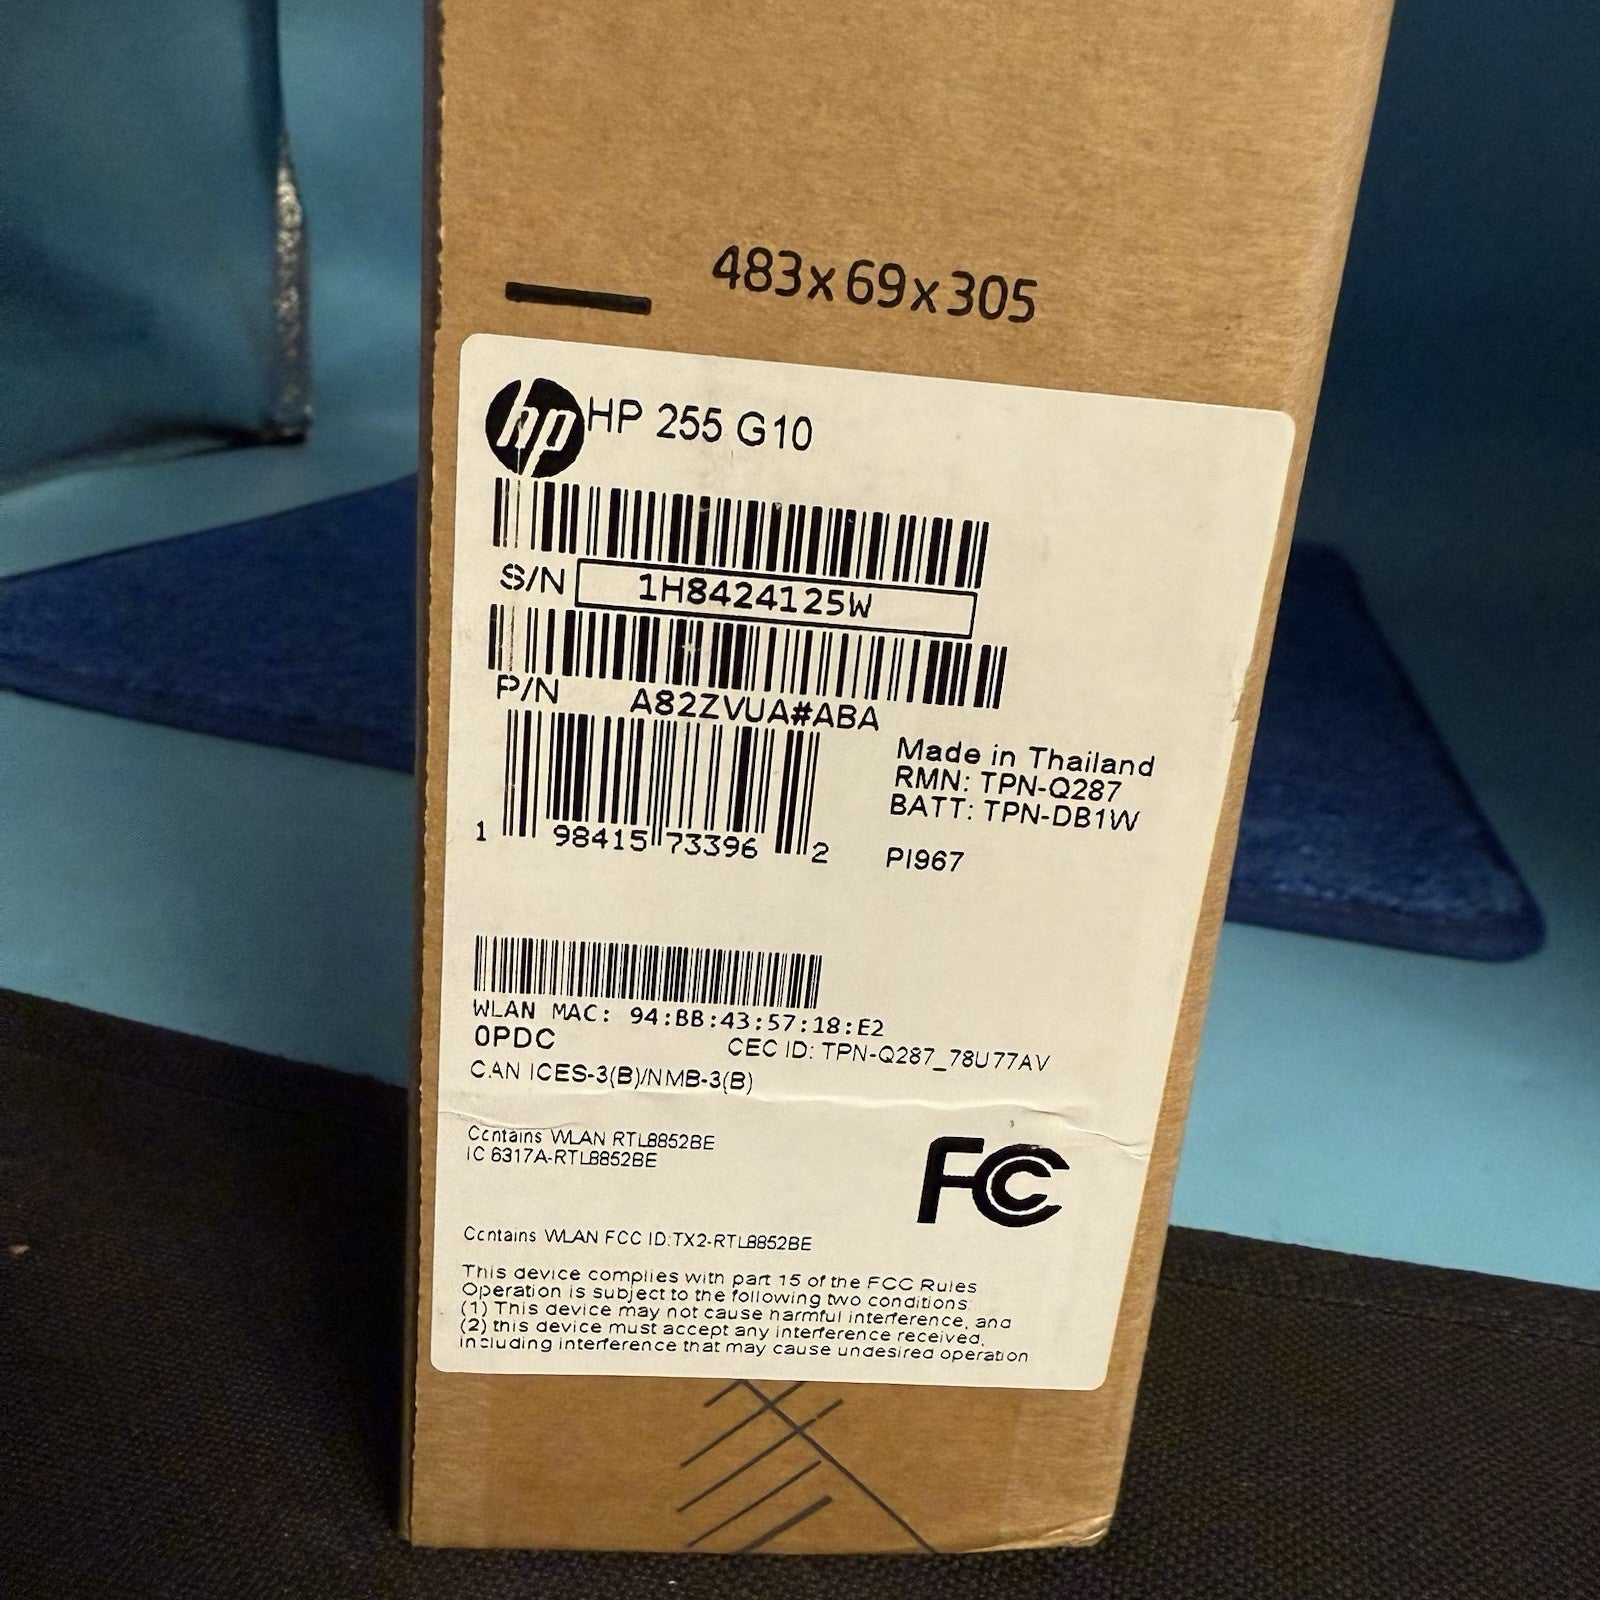 483x69x305
hp HP 255 G10
S/N 1H8424125W
P/N A82ZVUA#ABA
Made in Thailand
RMN: TPN-Q287
BATT: TPN-DB1W
1 98415 73396 2
PI967
WLAN MAC: 94:BB:43:57:18:E2
0PDC
CEC ID: TPN-Q287_78U77AV
CAN ICES-3(B)/NMB-3(B)
Contains WLAN RTL8852BE
IC 6317A-RTL8852BE
FC
Contains WLAN FCC ID:TX2-RTL8852BE
This device complies with part 15 of the FCC Rules
Operation is subject to the following two conditions:
(1) This device may not cause harmful interference, and
(2) this device must accept any interference received,
including interference that may cause undesired operation